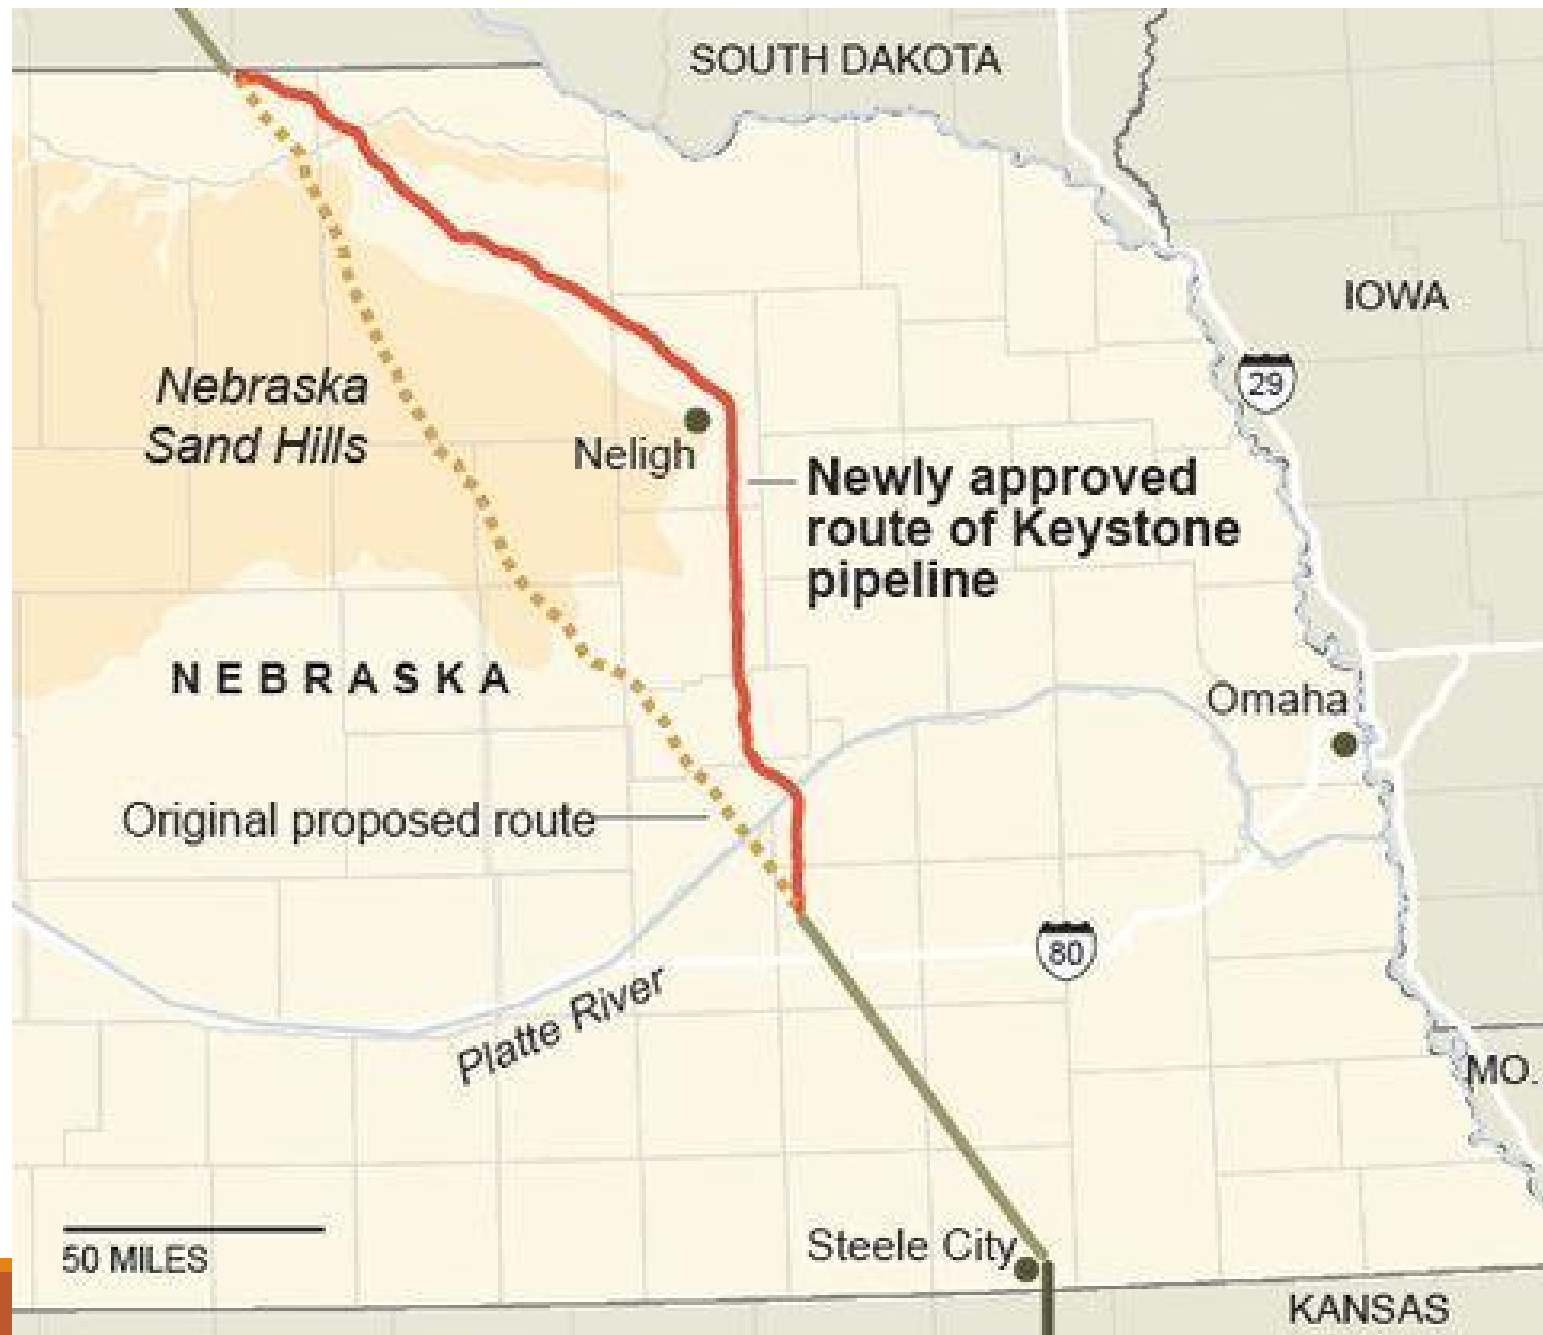 SOUTH DAKOTA
IOWA
29
Nebraska
Sand Hills
Neligh
Newly approved
route of Keystone
pipeline
NEBRASKA
Omaha
Original proposed route
80
Platte River
MO.
Steele City
50 MILES
KANSAS